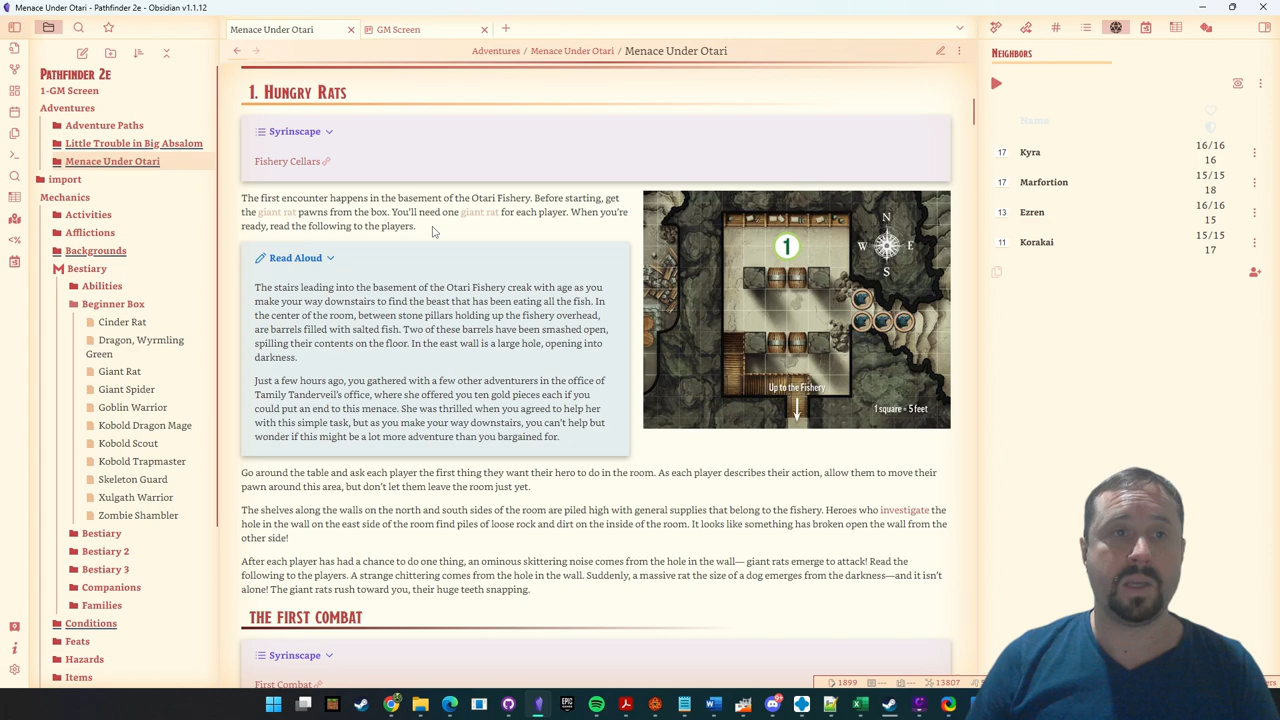 Menace Under Otari - Pathfinder 2e - Obsidian v1.1.12
Menace Under Otari
GM Screen
Adventures / Menace Under Otari / Menace Under Otari
Pathfinder 2e
1-GM Screen
Adventures
Adventure Paths
Little Trouble in Big Absalom
Menace Under Otari
import
Mechanics
Activities
Afflictions
Backgrounds
Bestiary
Abilities
Beginner Box
Cinder Rat
Dragon, Wyrmling
Green
Giant Rat
Giant Spider
Goblin Warrior
Kobold Dragon Mage
Kobold Scout
Kobold Trapmaster
Skeleton Guard
Xulgath Warrior
Zombie Shambler
Bestiary
Bestiary 2
Bestiary 3
Companions
Families
Conditions
Feats
Hazards
Items
1. Hungry Rats
Syrinscape
Fishery Cellars
The first encounter happens in the basement of the Otari Fishery. Before starting, get
the giant rat pawns from the box. You'll need one giant rat for each player. When you're
ready, read the following to the players.
Read Aloud
The stairs leading into the basement of the Otari Fishery creak with age as you
make your way downstairs to find the beast that has been eating all the fish. In
the center of the room, between stone pillars holding up the fishery overhead,
are barrels filled with salted fish. Two of these barrels have been smashed open,
spilling their contents on the floor. In the east wall is a large hole, opening into
darkness.
Just a few hours ago, you gathered with a few other adventurers in the office of
Tamily Tanderveil's office, where she offered you ten gold pieces each if you
could put an end to this menace. She was thrilled when you agreed to help her
with this simple task, but as you make your way downstairs, you can't help but
wonder if this might be a lot more adventure than you bargained for.
1
N
W E
S
Up to the Fishery
1 square = 5 feet
Go around the table and ask each player the first thing they want their hero to do in the room. As each player describes their action, allow them to move their
pawn around this area, but don't let them leave the room just yet.
The shelves along the walls on the north and south sides of the room are piled high with general supplies that belong to the fishery. Heroes who investigate the
hole in the wall on the east side of the room find piles of loose rock and dirt on the inside of the room. It looks like something has broken open the wall from the
other side!
After each player has had a chance to do one thing, an ominous skittering noise comes from the hole in the wall— giant rats emerge to attack! Read the
following to the players. A strange chittering comes from the hole in the wall. Suddenly, a massive rat the size of a dog emerges from the darkness—and it isn't
alone! The giant rats rush toward you, their huge teeth snapping.
The First Combat
Syrinscape
First Combat
Neighbors
Name
17 Kyra 16/16
16
17 Marfortion 15/15
18
13 Ezren 16/16
15
11 Korakai 15/15
17
1899 --- --- 13807